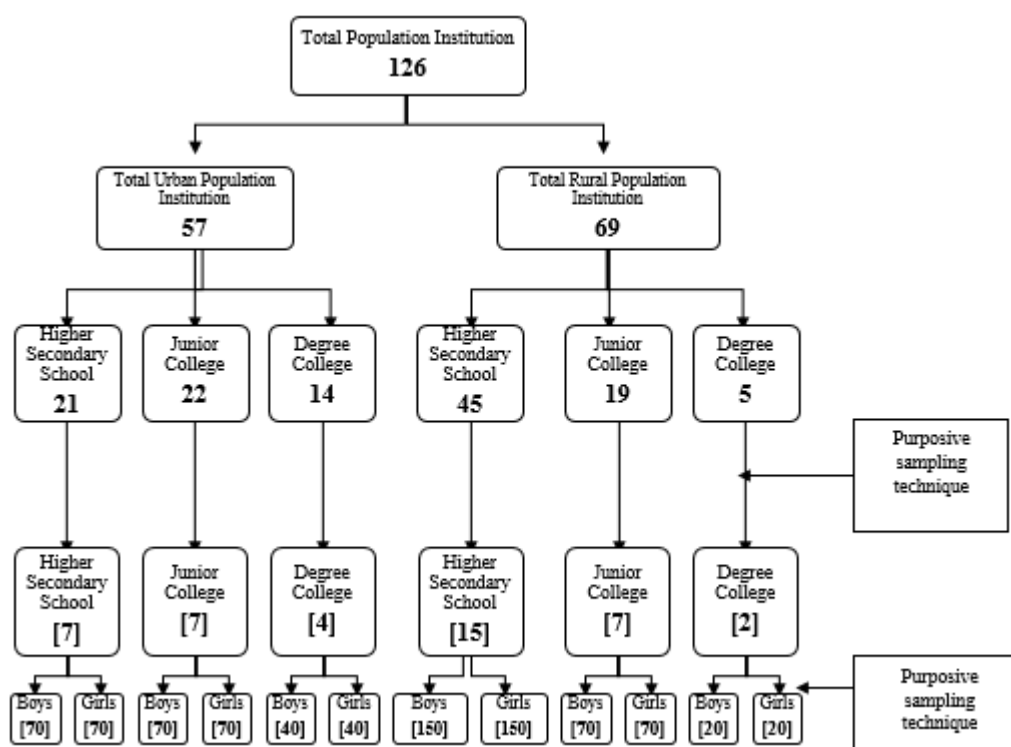 Total Population Institution
126
Total Urban Population
Institution
57
Total Rural Population
Institution
69
Higher
Secondary
School
21
Junior
College
22
Degree
College
14
Higher
Secondary
School
45
Junior
College
19
Degree
College
5
Purposive
sampling
technique
Higher
Secondary
School
[7]
Junior
College
[7]
Degree
College
[4]
Higher
Secondary
School
[15]
Junior
College
[7]
Degree
College
[2]
Boys
[70]
Girls
[70]
Boys
[70]
Girls
[70]
Boys
[40]
Girls
[40]
Boys
[150]
Girls
[150]
Boys
[70]
Girls
[70]
Boys
[20]
Girls
[20]
Purposive
sampling
technique